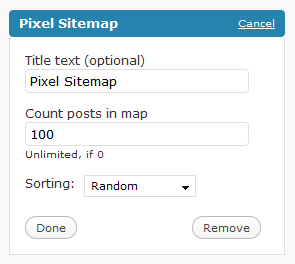 Pixel Sitemap Cancel
Title text (optional)
Pixel Sitemap
Count posts in map
100
Unlimited, if 0
Sorting: Random
Done Remove